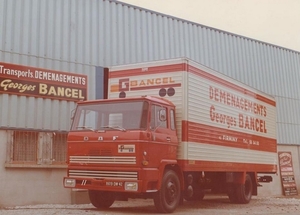 Transports.DEMENAGEMENTS
Georges BANCEL
G BANCEL
DEMENAGEMENTS
Georges BANCEL
DAF